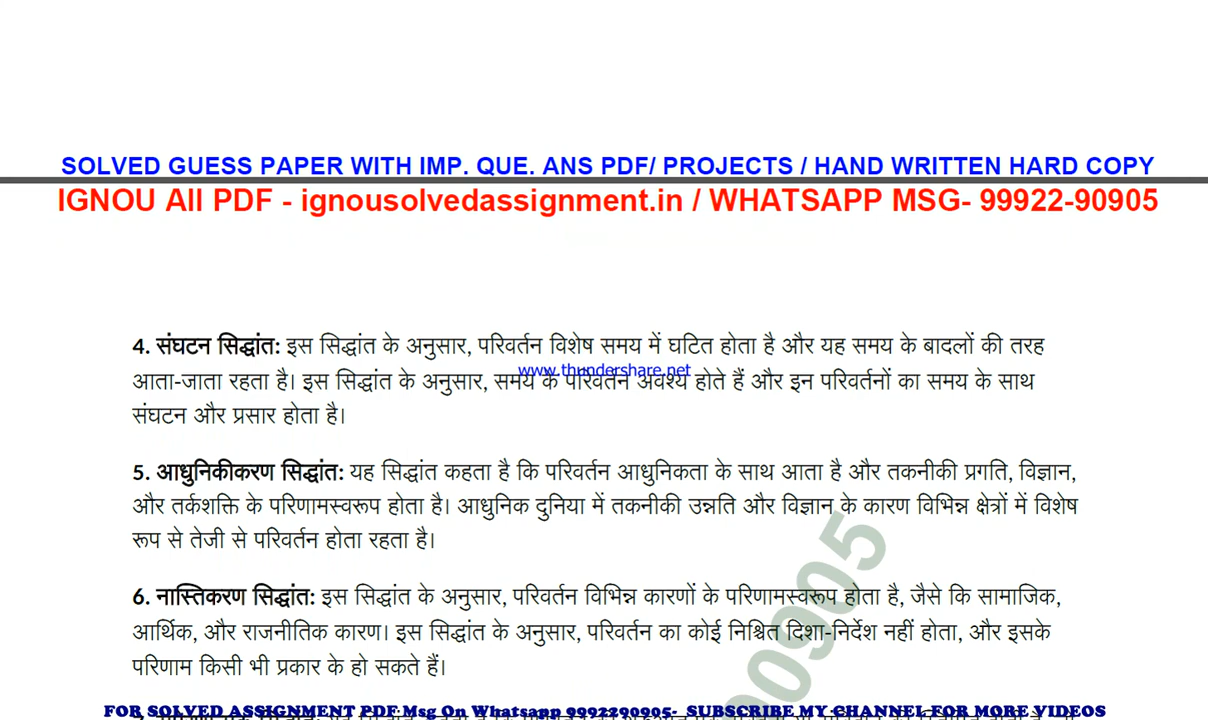 SOLVED GUESS PAPER WITH IMP. QUE. ANS PDF/ PROJECTS / HAND WRITTEN HARD COPY
IGNOU All PDF - ignousolvedassignment.in / WHATSAPP MSG- 99922-90905
4. संघटन सिद्धांत: इस सिद्धांत के अनुसार, परिवर्तन विशेष समय में घटित होता है और यह समय के बादलों की तरह
www.thundershare.net
आता-जाता रहता है। इस सिद्धांत के अनुसार, समय के परिवर्तन अवश्य होते हैं और इन परिवर्तनों का समय के साथ
संघटन और प्रसार होता है।
5. आधुनिकीकरण सिद्धांत: यह सिद्धांत कहता है कि परिवर्तन आधुनिकता के साथ आता है और तकनीकी प्रगति, विज्ञान,
और तर्कशक्ति के परिणामस्वरूप होता है। आधुनिक दुनिया में तकनीकी उन्नति और विज्ञान के कारण विभिन्न क्षेत्रों में विशेष
रूप से तेजी से परिवर्तन होता रहता है।
6. नास्तिकरण सिद्धांत: इस सिद्धांत के अनुसार, परिवर्तन विभिन्न कारणों के परिणामस्वरूप होता है, जैसे कि सामाजिक,
आर्थिक, और राजनीतिक कारण। इस सिद्धांत के अनुसार, परिवर्तन का कोई निश्चित दिशा-निर्देश नहीं होता, और इसके
परिणाम किसी भी प्रकार के हो सकते हैं।
00905
FOR SOLVED ASSIGNMENT PDF Msg On Whatsapp 9992290905- SUBSCRIBE MY CHANNEL FOR MORE VIDEOS